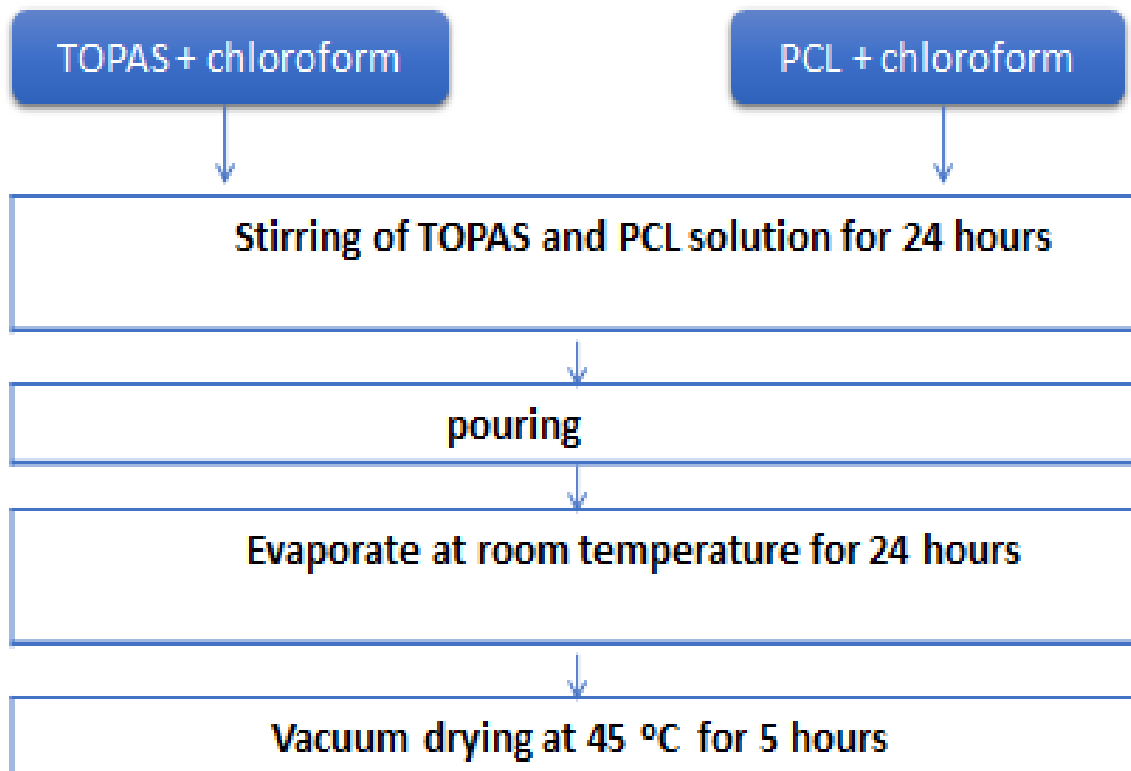 TOPAS + chloroform
PCL + chloroform
Stirring of TOPAS and PCL solution for 24 hours
pouring
Evaporate at room temperature for 24 hours
Vacuum drying at 45 ºC for 5 hours